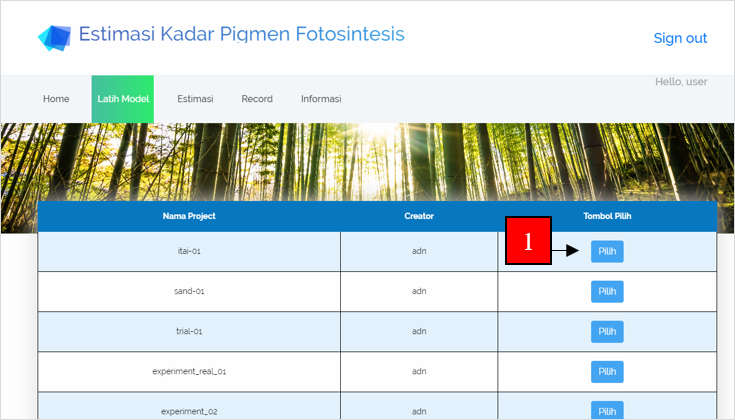 Estimasi Kadar Pigmen Fotosintesis
Sign out
Hello, user
Home Latih Model Estimasi Record Informasi
Nama Project Creator Tombol Pilih
1
itai-01 adn Pilih
sand-01 adn Pilih
trial-01 adn Pilih
experiment_real_01 adn Pilih
experiment_02 adn Pilih